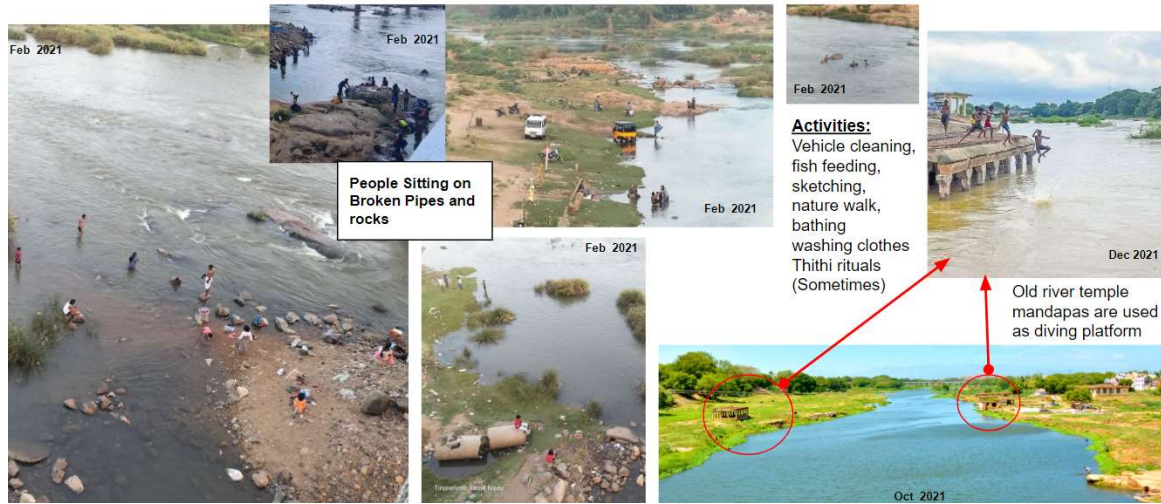 Feb  2021
Feb 2021
Feb 2021
People Sitting on
Broken Pipes and
rocks
Feb 2021
Tirunelveli, Tamil Nadu
Feb 2021
Activities:
Vehicle cleaning,
fish feeding,
sketching,
nature walk,
bathing
washing clothes
Thithi rituals
(Sometimes)
Dec 2021
Old river temple
mandapas are used
as diving platform
Oct  2021